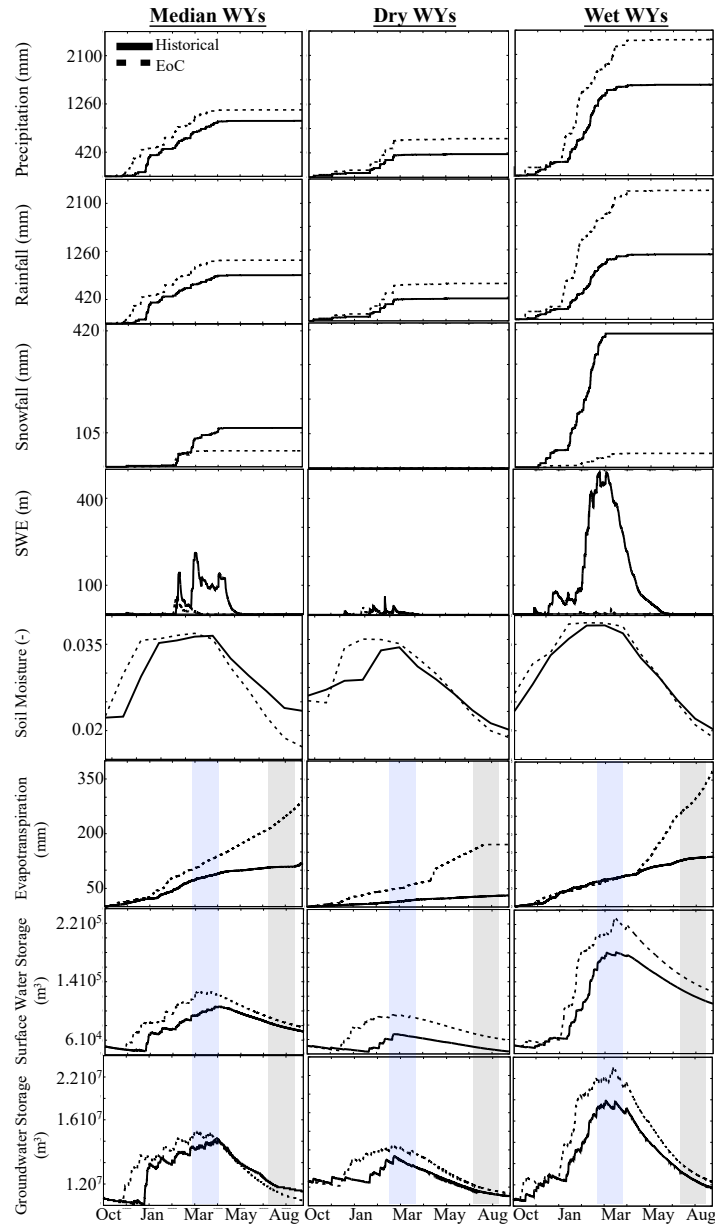 Median WYs Dry WYs Wet WYs
Historical
EoC
Precipitation (mm)
2100
1260
420
Rainfall (mm)
2100
1260
420
Snowfall (mm)
420
105
SWE (m)
400
100
Soil Moisture (-)
0.035
0.02
Evapotranspiration
(mm)
350
200
50
Surface Water Storage
(m³)
2.210⁵
1.410⁵
6.10⁴
Groundwater Storage
(m³)
2.210⁷
1.610⁷
1.20⁷
Oct Jan Mar May Aug Oct Jan Mar May Aug Oct Jan Mar May Aug